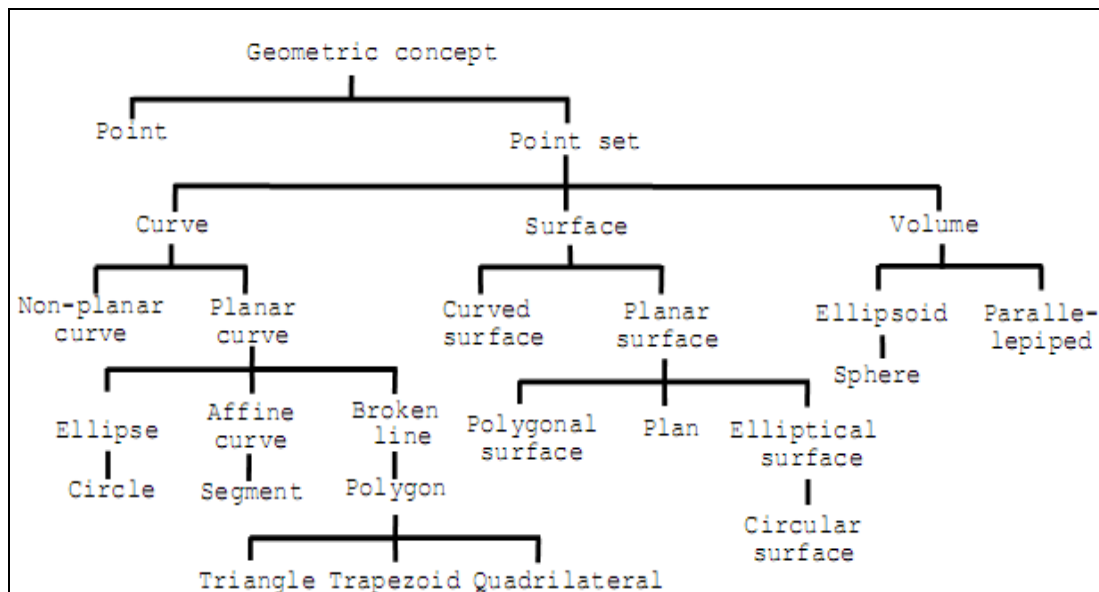 Geometric concept
Point
Point set
Curve
Surface
Volume
Non-planar
curve
Planar
curve
Curved
surface
Planar
surface
Ellipsoid
Paralle-
lepiped
Sphere
Ellipse
Affine
curve
Broken
line
Polygonal
surface
Plan
Elliptical
surface
Circle
Segment
Polygon
Circular
surface
Triangle
Trapezoid
Quadrilateral